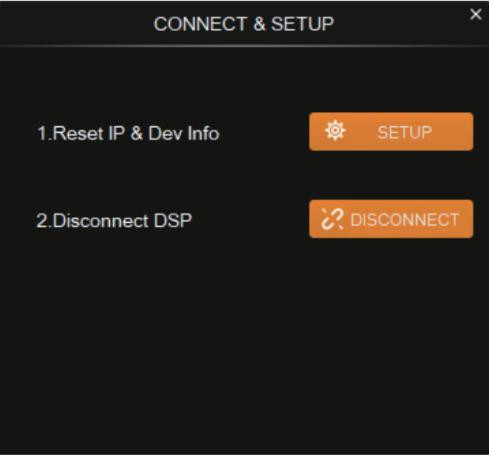 CONNECT & SETUP
1.Reset IP & Dev Info
SETUP
2.Disconnect DSP
DISCONNECT